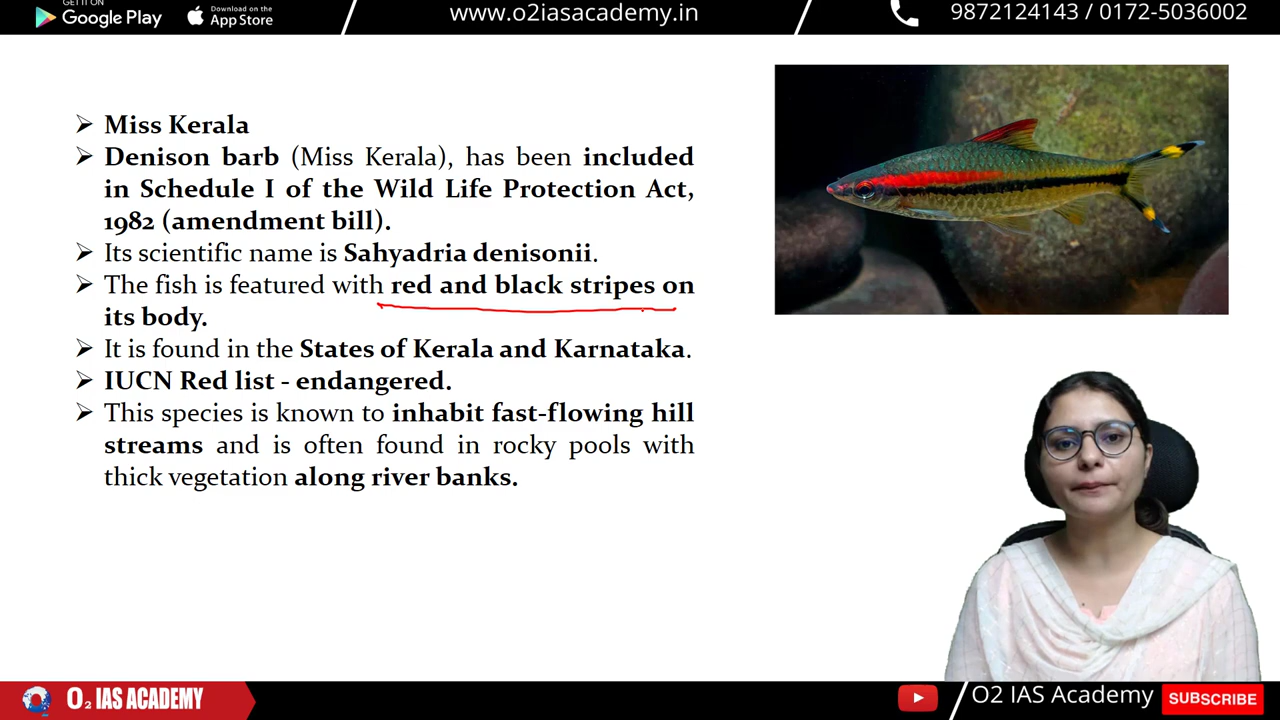 GET IT ON
Google Play
Download on the
App Store
www.o2iasacademy.in
9872124143 / 0172-5036002
➢ Miss Kerala
➢ Denison barb (Miss Kerala), has been included
in Schedule I of the Wild Life Protection Act,
1982 (amendment bill).
➢ Its scientific name is Sahyadria denisonii.
➢ The fish is featured with red and black stripes on
its body.
➢ It is found in the States of Kerala and Karnataka.
➢ IUCN Red list - endangered.
➢ This species is known to inhabit fast-flowing hill
streams and is often found in rocky pools with
thick vegetation along river banks.
O₂ IAS ACADEMY
O2 IAS Academy
SUBSCRIBE